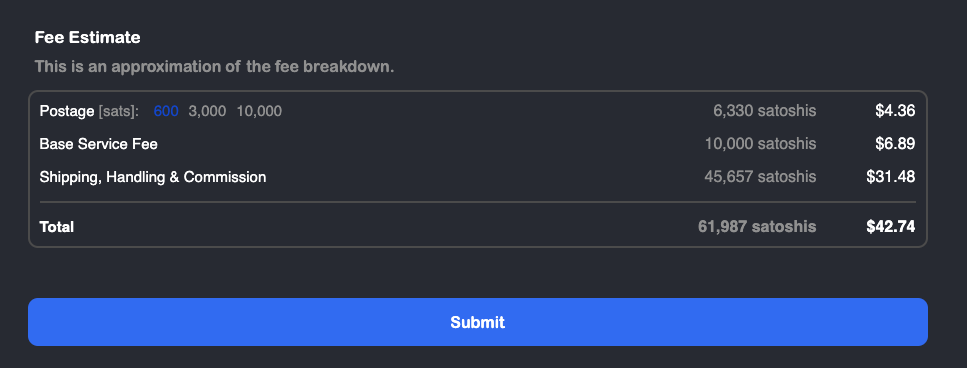 Fee Estimate
This is an approximation of the fee breakdown.
Postage [sats]: 600 3,000 10,000 6,330 satoshis $4.36
Base Service Fee 10,000 satoshis $6.89
Shipping, Handling & Commission 45,657 satoshis $31.48
Total 61,987 satoshis $42.74
Submit